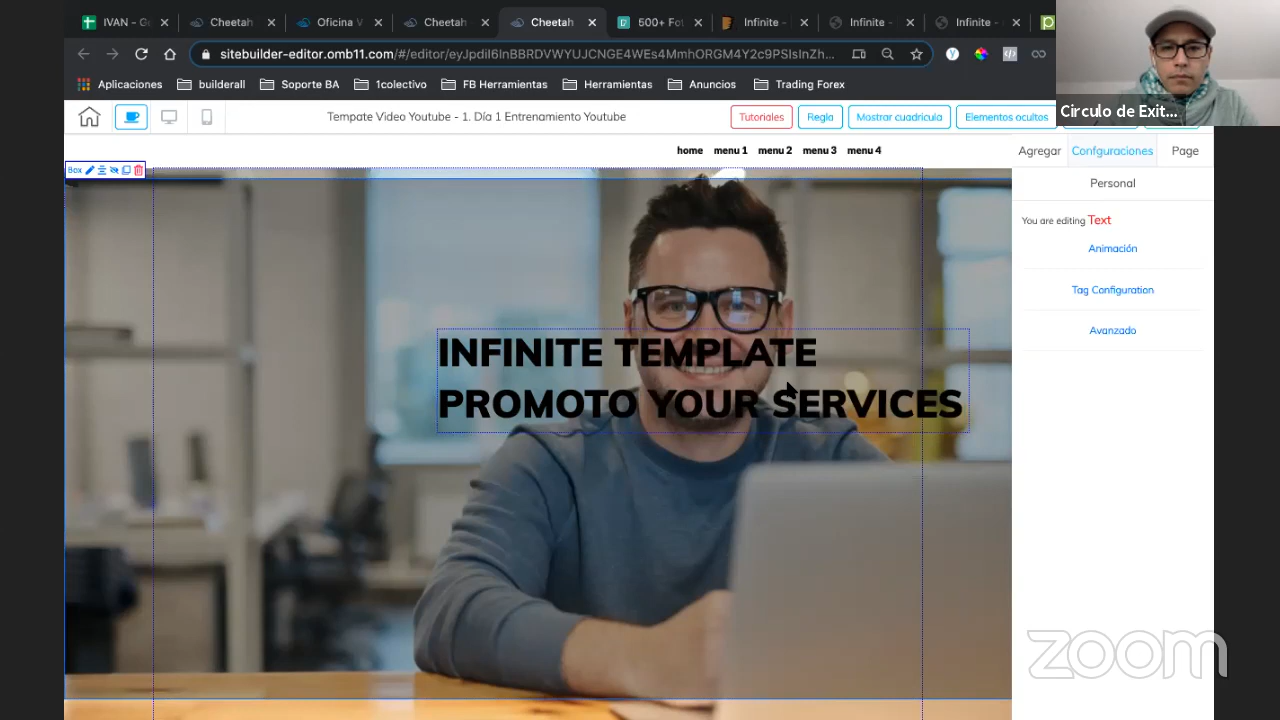 IVAN – G
Cheetah
Oficina V
Cheetah
Cheetah
500+ Fot
Infinite -
Infinite -
Infinite -
sitebuilder-editor.omb11.com/#/editor/eyJpdiI6InBBRDVWYUJCNGE4WEs4MmhORGM4Y2c9PSIsInZh...
Aplicaciones
builderall
Soporte BA
1colectivo
FB Herramientas
Herramientas
Anuncios
Trading Forex
Circulo de Exit...
Tempate Video Youtube - 1. Día 1 Entrenamiento Youtube
Tutoriales
Regla
Mostrar cuadricula
Elementos ocultos
home menu 1 menu 2 menu 3 menu 4
Agregar
Confguraciones
Page
Box
Personal
You are editing Text
Animación
Tag Configuration
Avanzado
INFINITE TEMPLATE
PROMOTO YOUR SERVICES
zoom